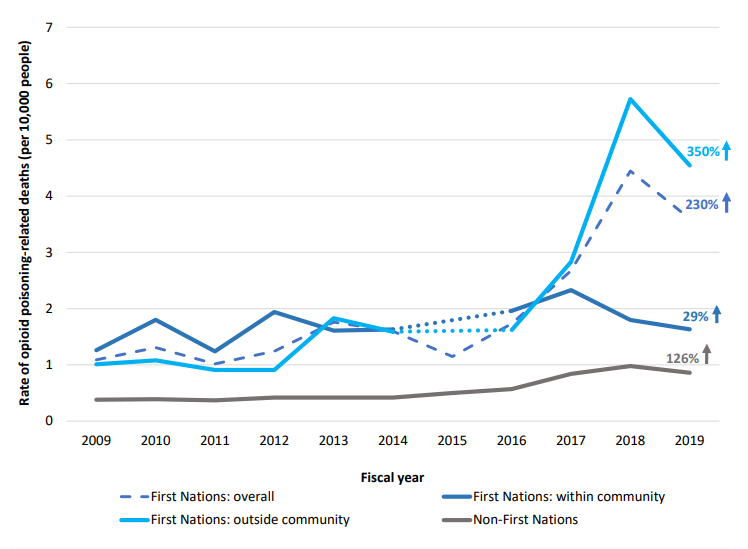 Rate of opioid poisoning-related deaths (per 10,000 people)
7
6
5
4
3
2
1
0
350%
230%
29%
126%
2009 2010 2011 2012 2013 2014 2015 2016 2017 2018 2019
Fiscal year
First Nations: overall
First Nations: within community
First Nations: outside community
Non-First Nations